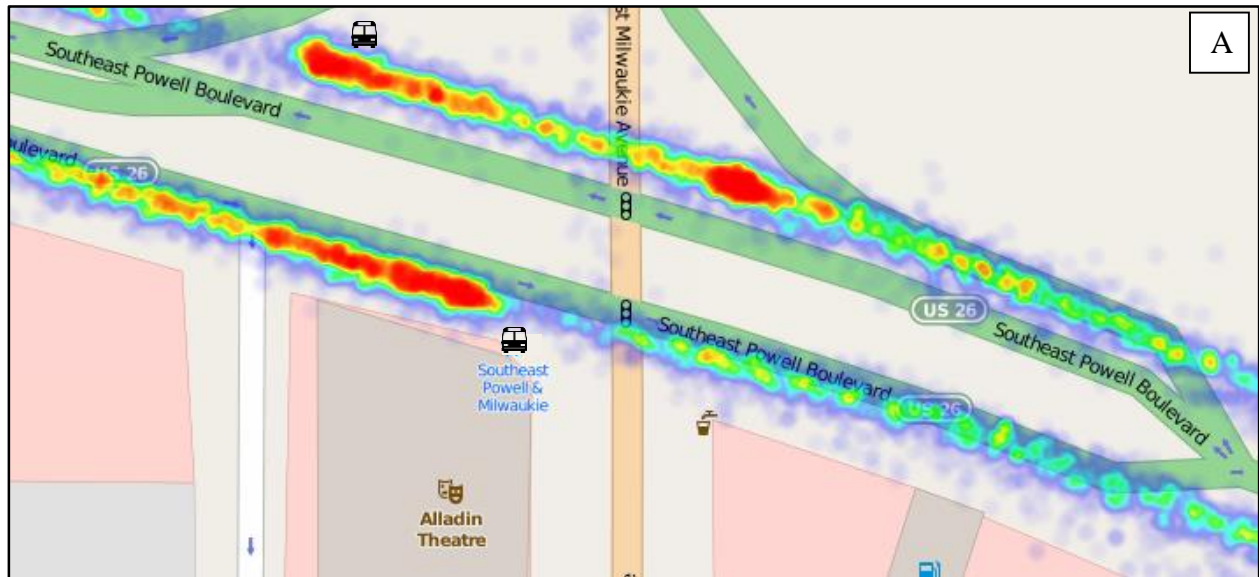 A
Southeast Powell Boulevard
st Milwaukie Avenue
oulevard
US 26
US 26
Southeast Powell Boulevard
Southeast Powell Boulevard
US 26
Southeast
Powell &
Milwaukie
Alladin
Theatre